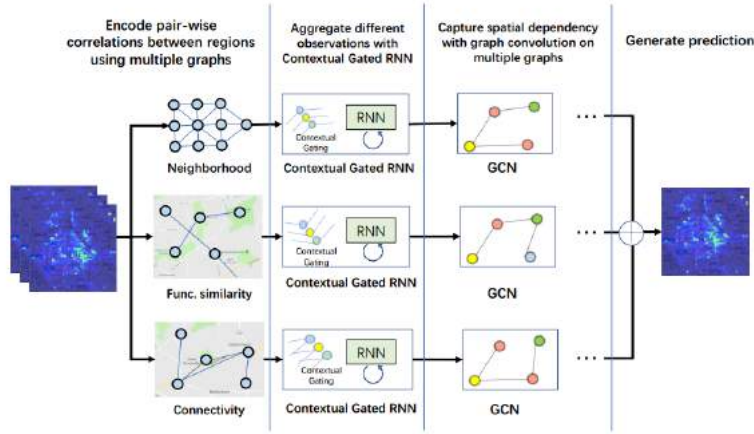 Encode pair-wise
correlations between regions
using multiple graphs
Aggregate different
observations with
Contextual Gated RNN
Capture spatial dependency
with graph convolution on
multiple graphs
Generate prediction
Neighborhood
Contextual
Gating
RNN
Contextual Gated RNN
GCN
...
Func. similarity
Contextual
Gating
RNN
Contextual Gated RNN
GCN
...
Connectivity
Contextual
Gating
RNN
Contextual Gated RNN
GCN
...